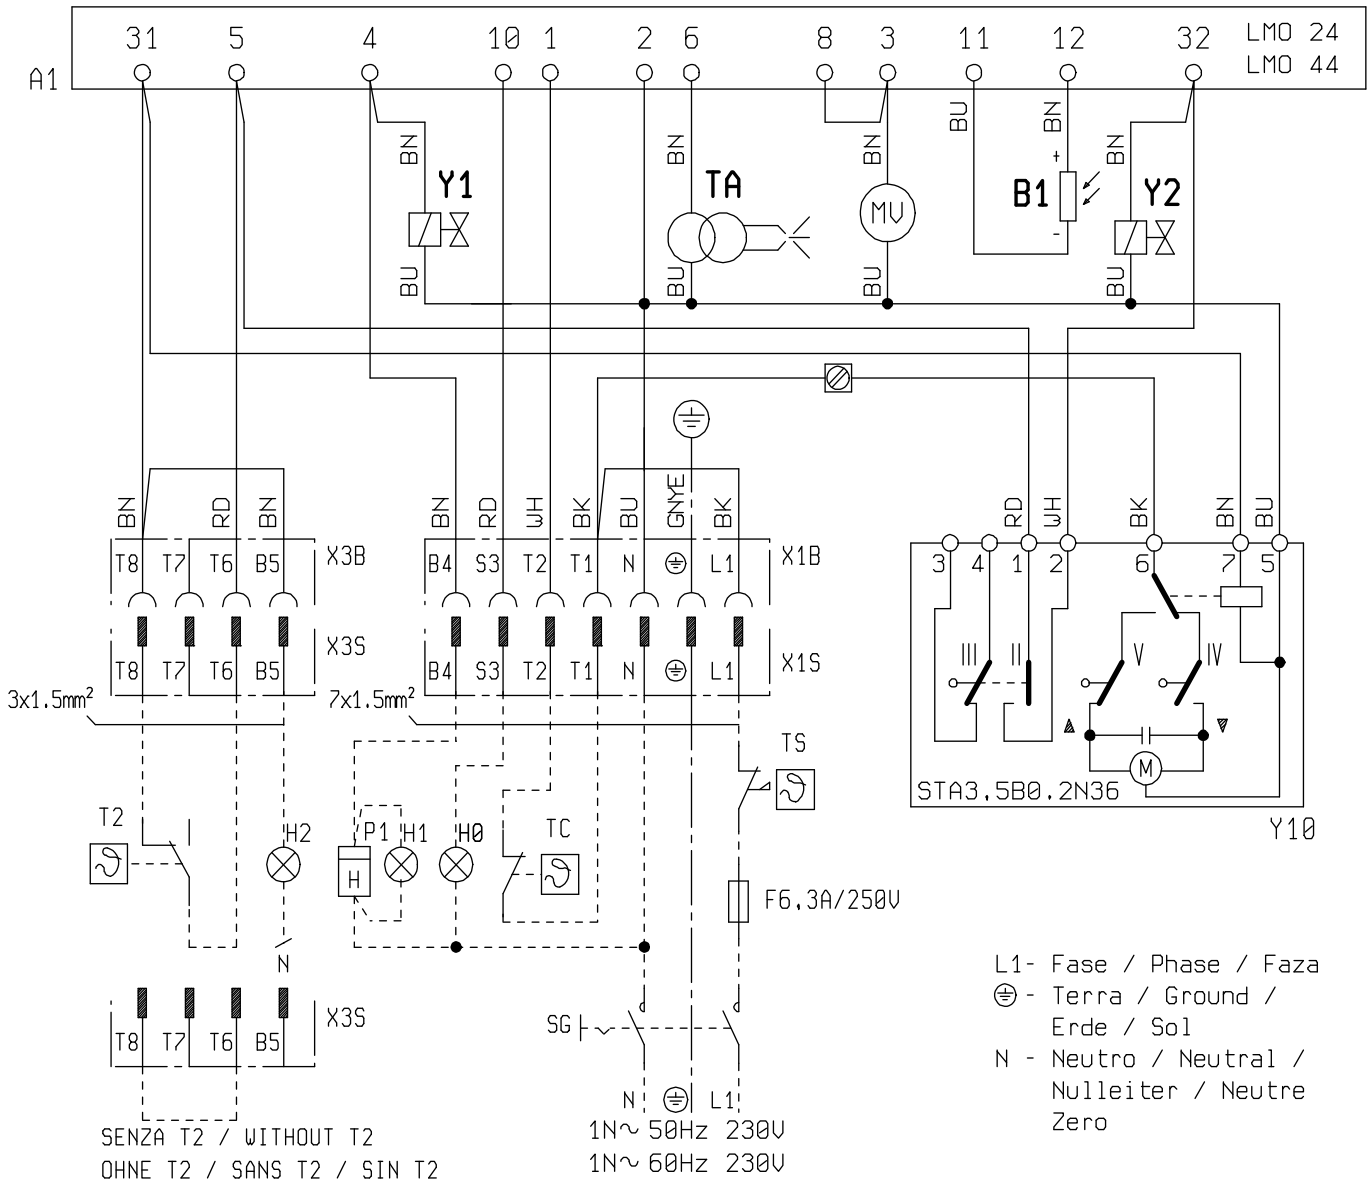 31 5 4 10 1 2 6 8 3 11 12 32 LMO 24
LMO 44
A1
BU BN
BN BN BN BN
+
Y1 TA MV B1 Y2
-
BU BU BU BU
BN RD BN BN RD WH BK BU GNYE BK RD WH BK BN BU
T8 T7 T6 B5 X3B B4 S3 T2 T1 N L1 X1B 3 4 1 2 6 7 5
X3S
T8 T7 T6 B5 B4 S3 T2 T1 N L1 X1S III II V IV
3x1.5mm² 7x1.5mm²
TS
M
STA3.5B0.2N36
T2 H2 P1 H1 H0 TC Y10
H
F6.3A/250V
N
L1- Fase / Phase / Faza
- Terra / Ground /
Erde / Sol
N - Neutro / Neutral /
Nulleiter / Neutre
Zero
X3S
SG
T8 T7 T6 B5
N L1
1N~ 50Hz 230V
1N~ 60Hz 230V
SENZA T2 / WITHOUT T2
OHNE T2 / SANS T2 / SIN T2